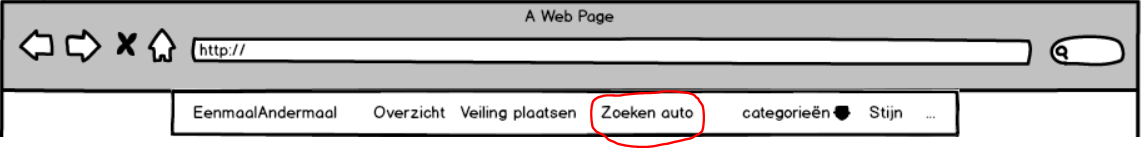 A Web Page
http://
EenmaalAndermaal Overzicht Veiling plaatsen Zoeken auto categorieën Stijn ...